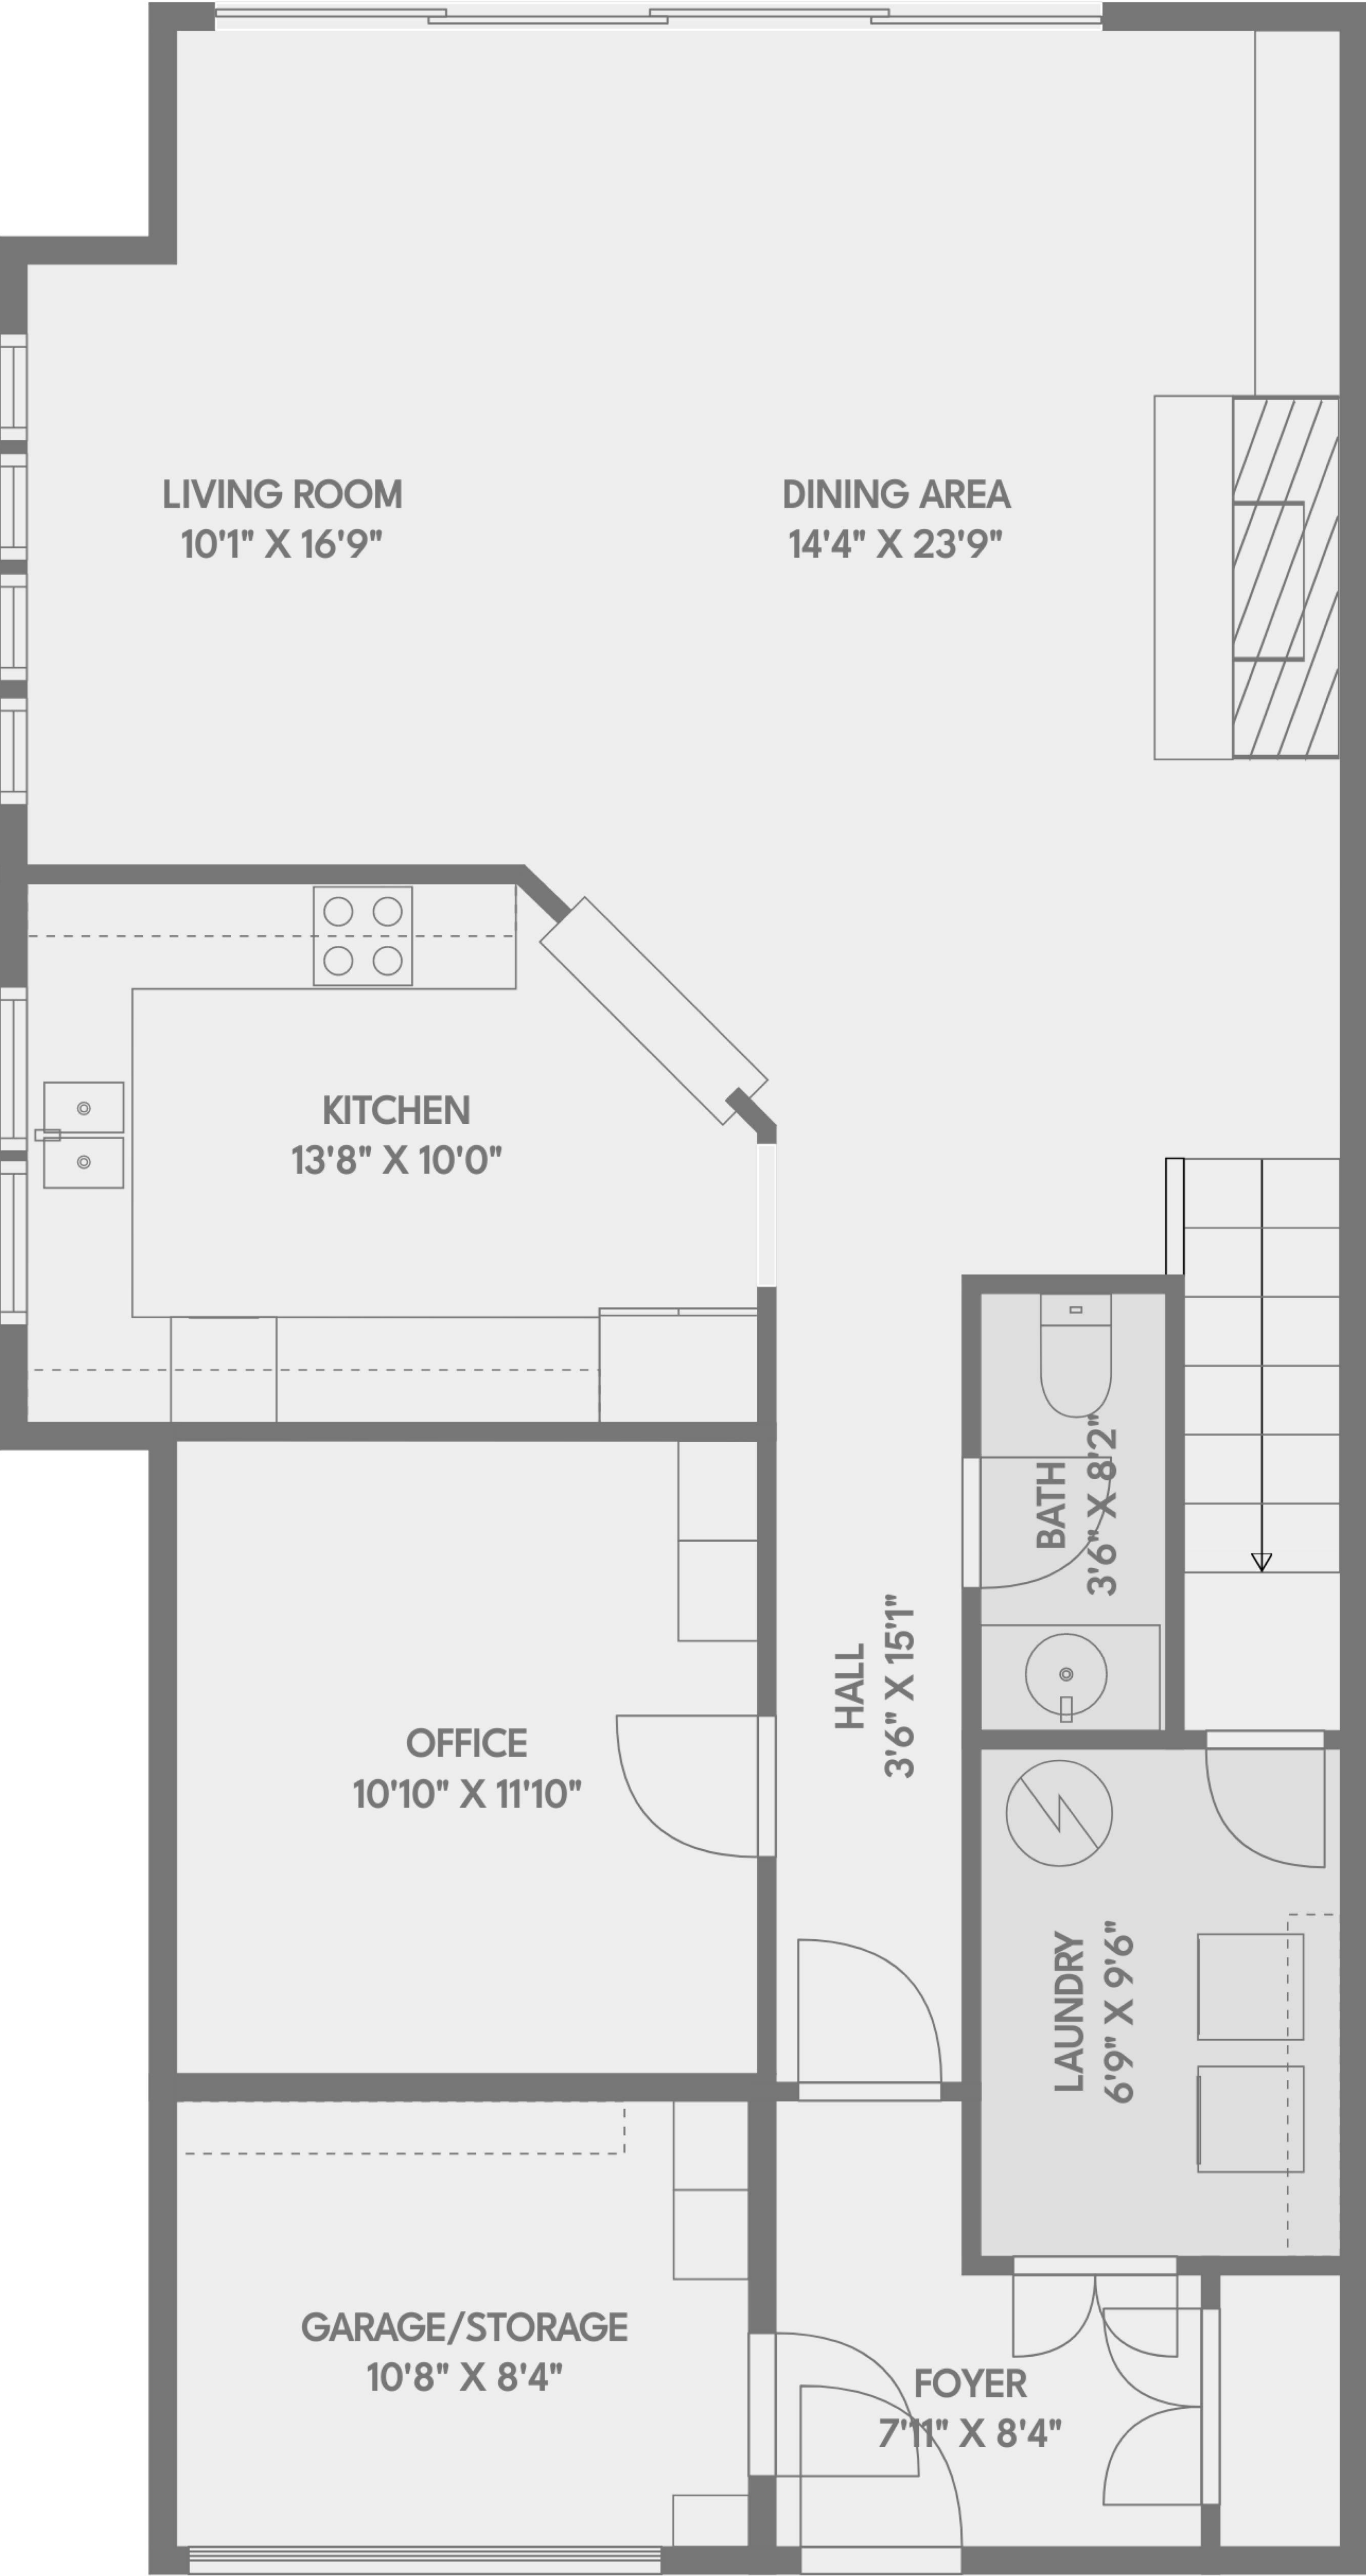 LIVING ROOM
10'1" X 16'9"
DINING AREA
14'4" X 23'9"
KITCHEN
13'8" X 10'0"
BATH
3'6" X 8'2"
HALL
3'6" X 15'1"
OFFICE
10'10" X 11'10"
LAUNDRY
6'9" X 9'6"
GARAGE/STORAGE
10'8" X 8'4"
FOYER
7'11" X 8'4"